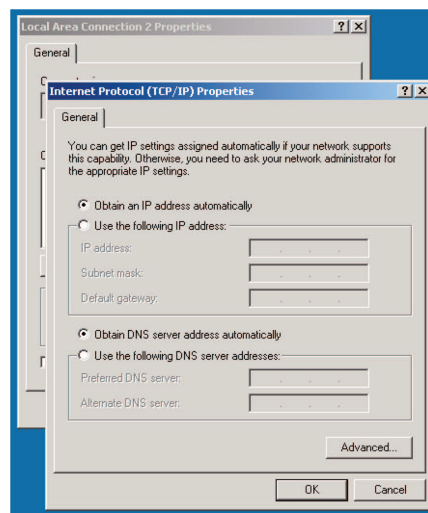 Local Area Connection 2 Properties
General
Internet Protocol (TCP/IP) Properties
General
You can get IP settings assigned automatically if your network supports
this capability. Otherwise, you need to ask your network administrator for
the appropriate IP settings.
Obtain an IP address automatically
Use the following IP address:
IP address:
Subnet mask:
Default gateway:
Obtain DNS server address automatically
Use the following DNS server addresses:
Preferred DNS server:
Alternate DNS server:
Advanced...
OK
Cancel